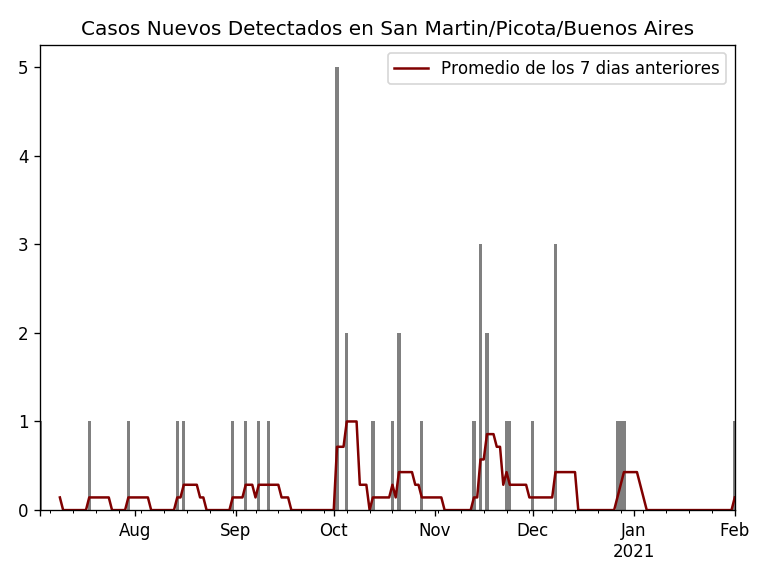 Casos Nuevos Detectados en San Martin/Picota/Buenos Aires
Promedio de los 7 dias anteriores
5
4
3
2
1
0
Aug Sep Oct Nov Dec Jan Feb
2021